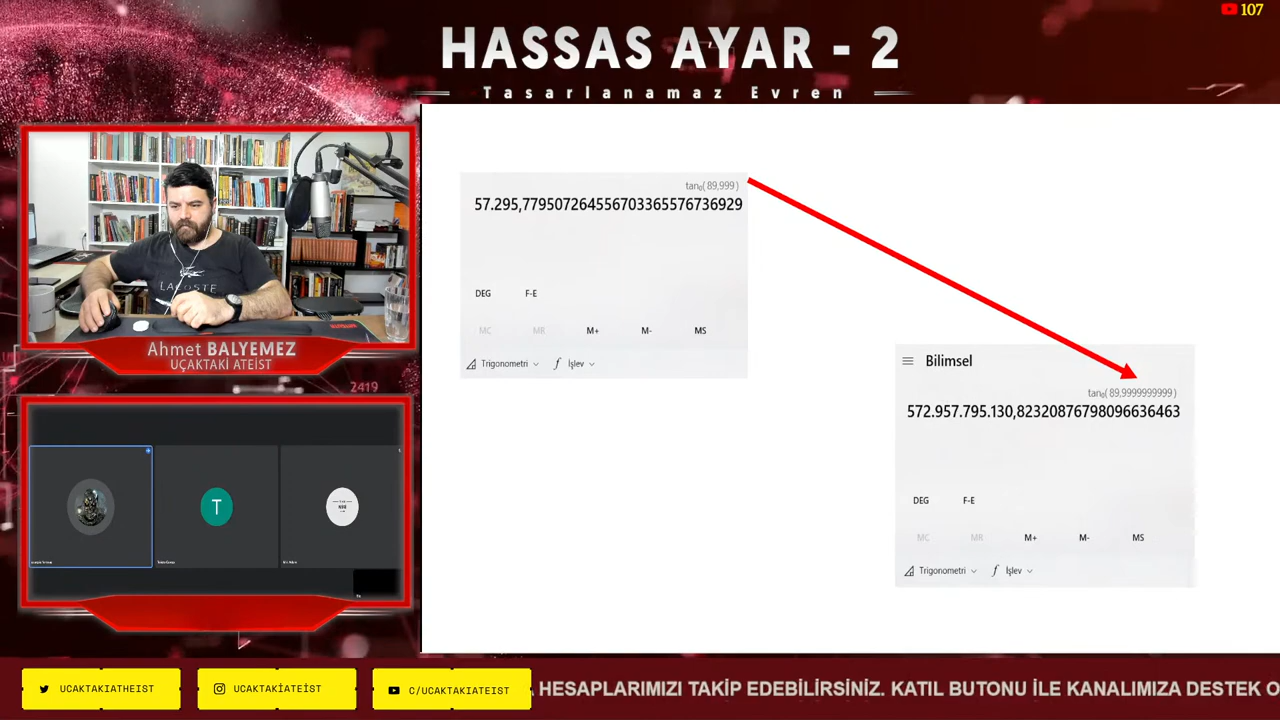 107
HASSAS AYAR - 2
Tasarlanamaz Evren
LACOSTE
Ahmet BALYEMEZ
UÇAKTAKİ ATEİST
2419
T
tan₀( 89,999 )
57.295,779507264556703365576736929
DEG F-E
MC MR M+ M- MS
Trigonometri f İşlev
Bilimsel
tan₀( 89,9999999999 )
572.957.795.130,82320876798096636463
DEG F-E
MC MR M+ M- MS
Trigonometri f İşlev
UCAKTAKIATHEIST
UCAKTAKİATEİST
C/UCAKTAKIATEIST
HESAPLARIMIZI TAKİP EDEBİLİRSİNİZ. KATIL BUTONU İLE KANALIMIZA DESTEK O